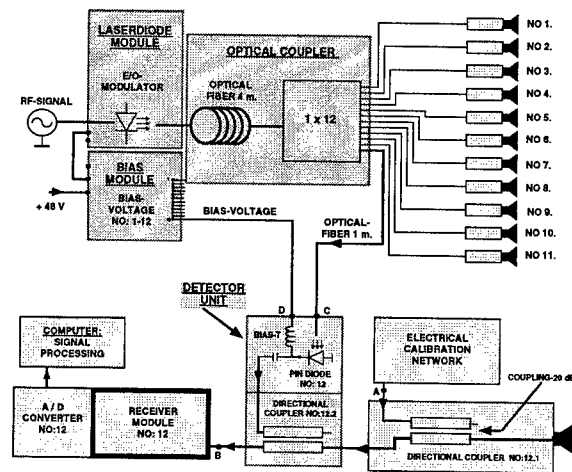 LASERDIODE
MODULE
E/O-
MODULATOR
RF-SIGNAL
BIAS
MODULE
BIAS-
VOLTAGE
NO: 1-12
+ 48 V
OPTICAL COUPLER
OPTICAL
FIBER 4 m.
1 x 12
NO 1.
NO 2.
NO 3.
NO 4.
NO 5.
NO 6.
NO 7.
NO 8.
NO 9.
NO 10.
NO 11.
BIAS-VOLTAGE
OPTICAL-
FIBER 1 m.
DETECTOR
UNIT
D
C
BIAS-T
PIN DIODE
NO: 12
DIRECTIONAL
COUPLER NO:12.2
COMPUTER:
SIGNAL
PROCESSING
A / D
CONVERTER
NO:12
RECEIVER
MODULE
NO: 12
B
ELECTRICAL
CALIBRATION
NETWORK
A
COUPLING-20 dB
DIRECTIONAL COUPLER NO:12.1